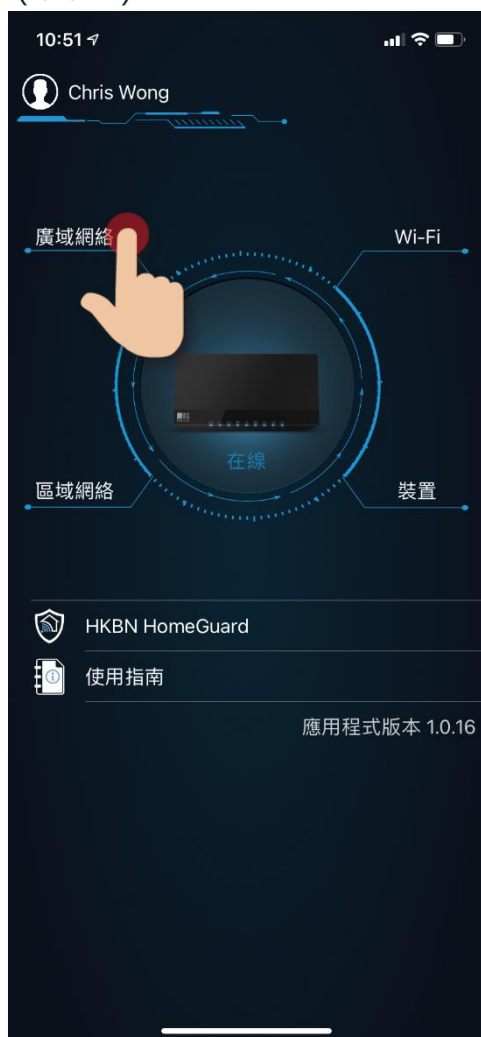 10:51
Chris Wong
廣域網絡
Wi-Fi
在線
區域網絡
裝置
HKBN HomeGuard
使用指南
應用程式版本 1.0.16